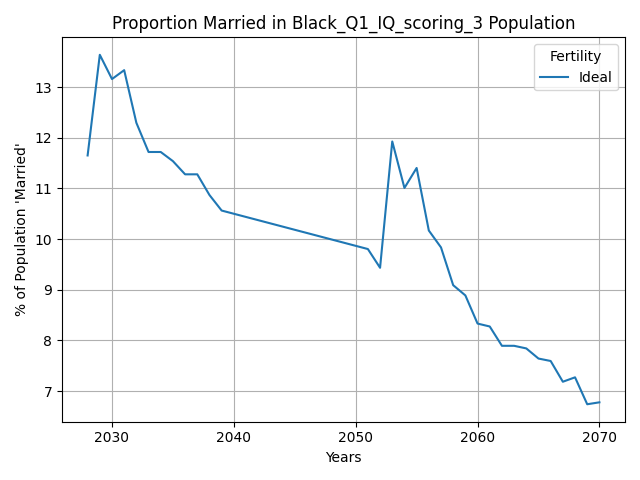 Proportion Married in Black_Q1_IQ_scoring_3 Population
Fertility
Ideal
% of Population 'Married'
13
12
11
10
9
8
7
2030 2040 2050 2060 2070
Years